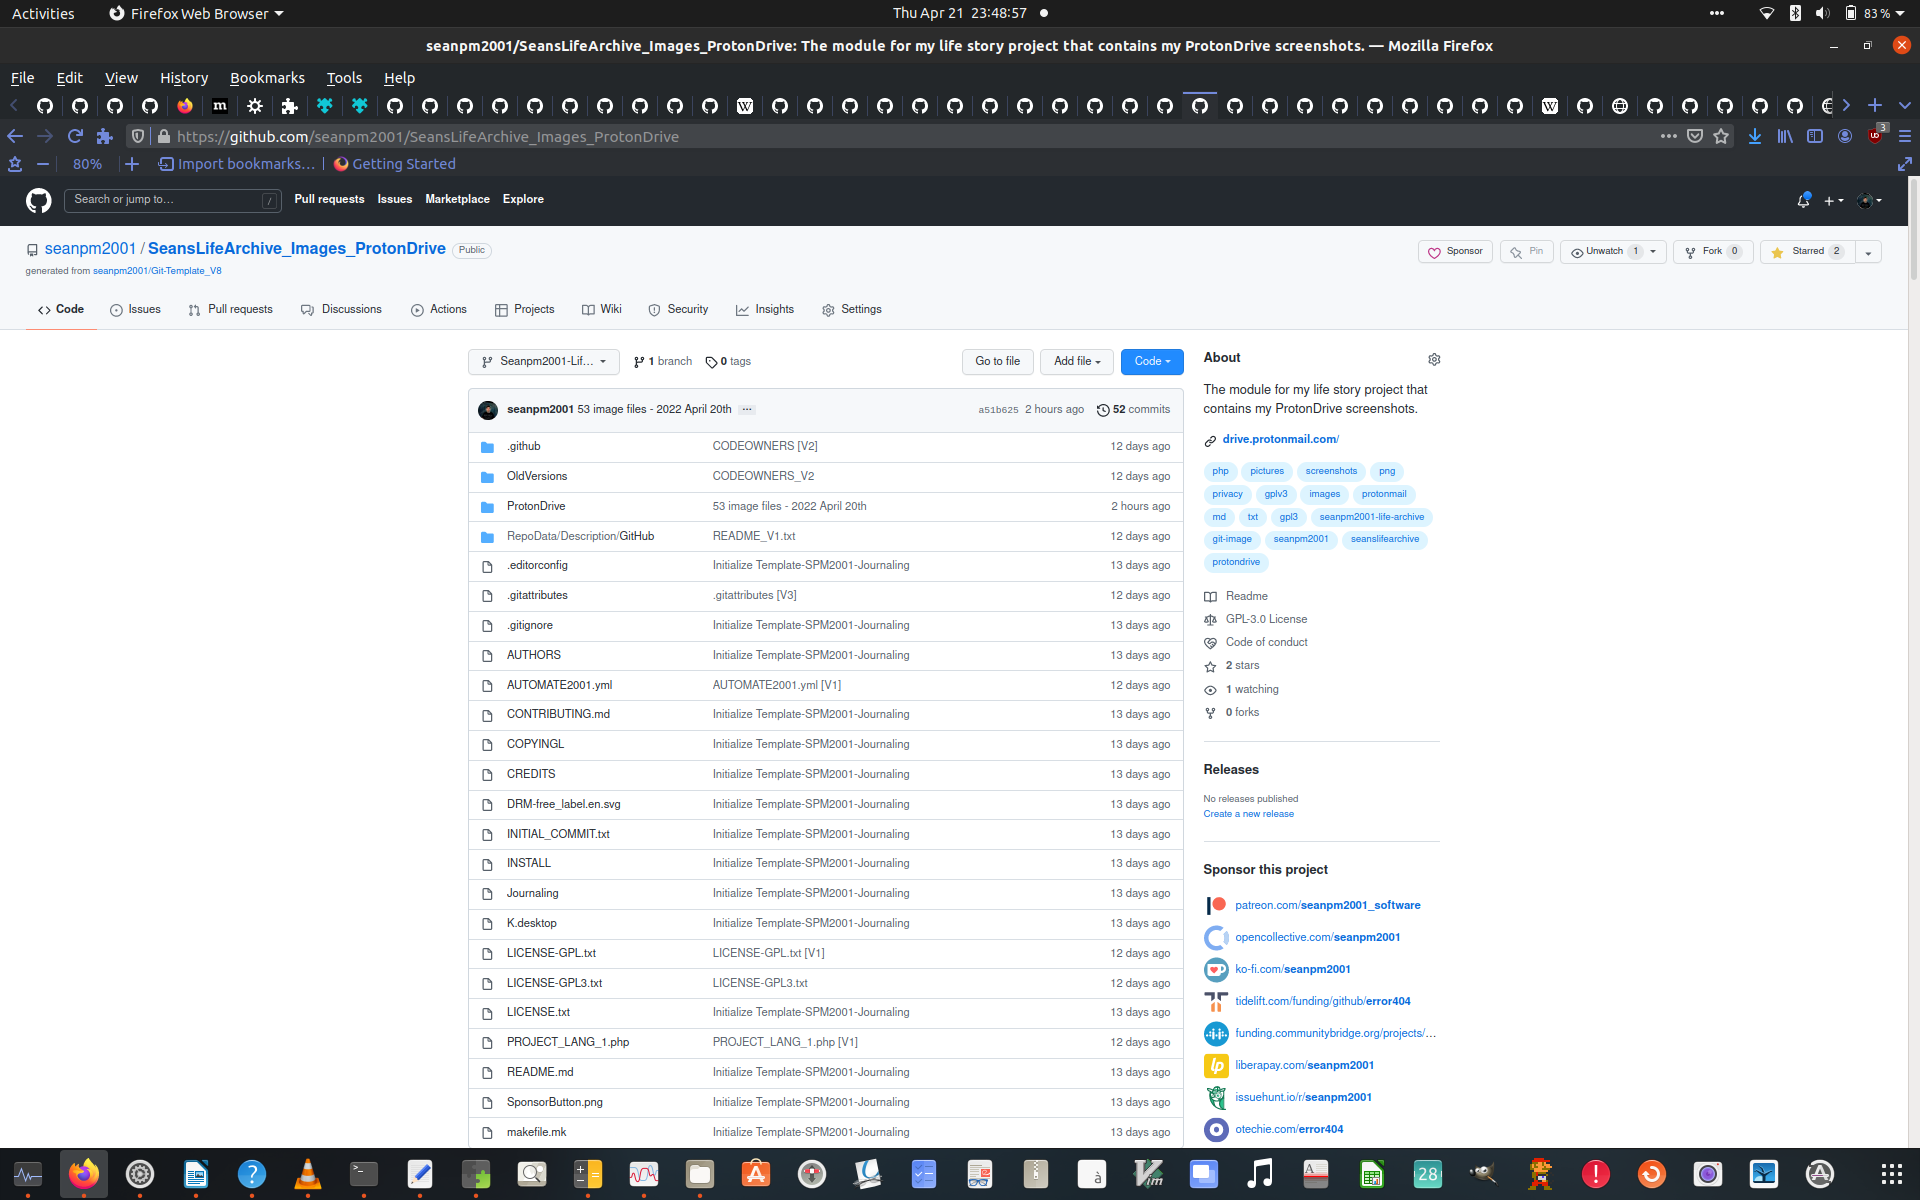 Activities
Firefox Web Browser
Thu Apr 21 23:48:57
83 %
seanpm2001/SeansLifeArchive_Images_ProtonDrive: The module for my life story project that contains my ProtonDrive screenshots. — Mozilla Firefox
File Edit View History Bookmarks Tools Help
https://github.com/seanpm2001/SeansLifeArchive_Images_ProtonDrive
3
80%
Import bookmarks…
Getting Started
Search or jump to…
/
Pull requests Issues Marketplace Explore
seanpm2001 / SeansLifeArchive_Images_ProtonDrive Public
generated from seanpm2001/Git-Template_V8
Sponsor
Pin
Unwatch 1
Fork 0
Starred 2
Code
Issues
Pull requests
Discussions
Actions
Projects
Wiki
Security
Insights
Settings
Seanpm2001-Lif...
1 branch
0 tags
Go to file
Add file
Code
seanpm2001 53 image files - 2022 April 20th ...
a51b625 2 hours ago
52 commits
.github CODEOWNERS [V2] 12 days ago
OldVersions CODEOWNERS_V2 12 days ago
ProtonDrive 53 image files - 2022 April 20th 2 hours ago
RepoData/Description/GitHub README_V1.txt 12 days ago
.editorconfig Initialize Template-SPM2001-Journaling 13 days ago
.gitattributes .gitattributes [V3] 12 days ago
.gitignore Initialize Template-SPM2001-Journaling 13 days ago
AUTHORS Initialize Template-SPM2001-Journaling 13 days ago
AUTOMATE2001.yml AUTOMATE2001.yml [V1] 12 days ago
CONTRIBUTING.md Initialize Template-SPM2001-Journaling 13 days ago
COPYINGL Initialize Template-SPM2001-Journaling 13 days ago
CREDITS Initialize Template-SPM2001-Journaling 13 days ago
DRM-free_label.en.svg Initialize Template-SPM2001-Journaling 13 days ago
INITIAL_COMMIT.txt Initialize Template-SPM2001-Journaling 13 days ago
INSTALL Initialize Template-SPM2001-Journaling 13 days ago
Journaling Initialize Template-SPM2001-Journaling 13 days ago
K.desktop Initialize Template-SPM2001-Journaling 13 days ago
LICENSE-GPL.txt LICENSE-GPL.txt [V1] 12 days ago
LICENSE-GPL3.txt LICENSE-GPL3.txt 12 days ago
LICENSE.txt Initialize Template-SPM2001-Journaling 13 days ago
PROJECT_LANG_1.php PROJECT_LANG_1.php [V1] 12 days ago
README.md Initialize Template-SPM2001-Journaling 13 days ago
SponsorButton.png Initialize Template-SPM2001-Journaling 13 days ago
makefile.mk Initialize Template-SPM2001-Journaling 13 days ago
About
The module for my life story project that
contains my ProtonDrive screenshots.
drive.protonmail.com/
php pictures screenshots png
privacy gplv3 images protonmail
md txt gpl3 seanpm2001-life-archive
git-image seanpm2001 seanslifearchive
protondrive
Readme
GPL-3.0 License
Code of conduct
2 stars
1 watching
0 forks
Releases
No releases published
Create a new release
Sponsor this project
patreon.com/seanpm2001_software
opencollective.com/seanpm2001
ko-fi.com/seanpm2001
tidelift.com/funding/github/error404
funding.communitybridge.org/projects/...
liberapay.com/seanpm2001
issuehunt.io/r/seanpm2001
otechie.com/error404
28